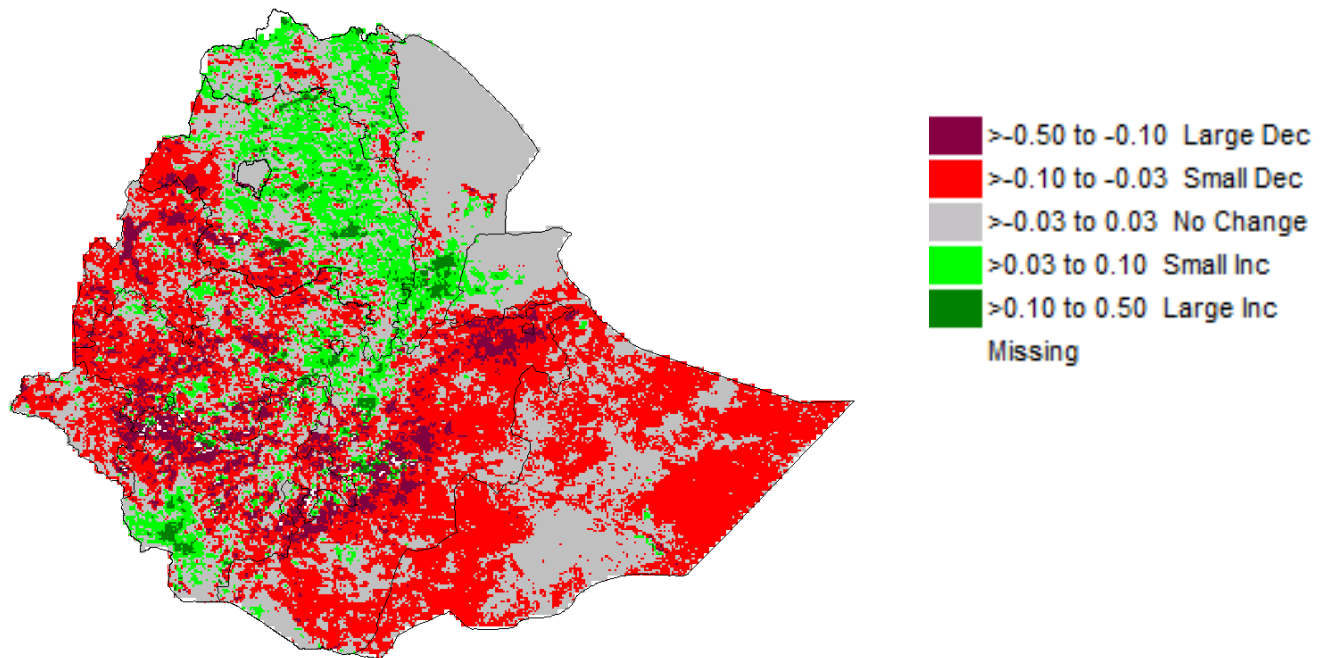 >-0.50 to -0.10 Large Dec
>-0.10 to -0.03 Small Dec
>-0.03 to 0.03 No Change
>0.03 to 0.10 Small Inc
>0.10 to 0.50 Large Inc
Missing